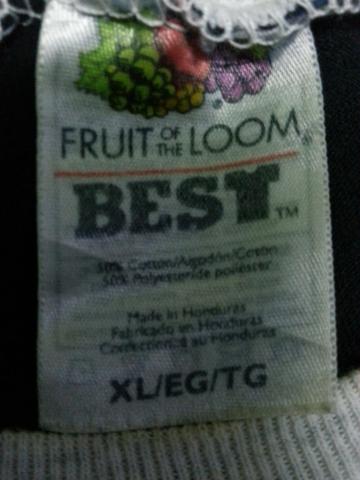 FRUIT OF THE LOOM
BEST™
50% Cotton/Algodón/Coton
50% Polyester/de poliéster
Made in Honduras
Fabricado en Honduras
Confectionné au Honduras
XL/EG/TG